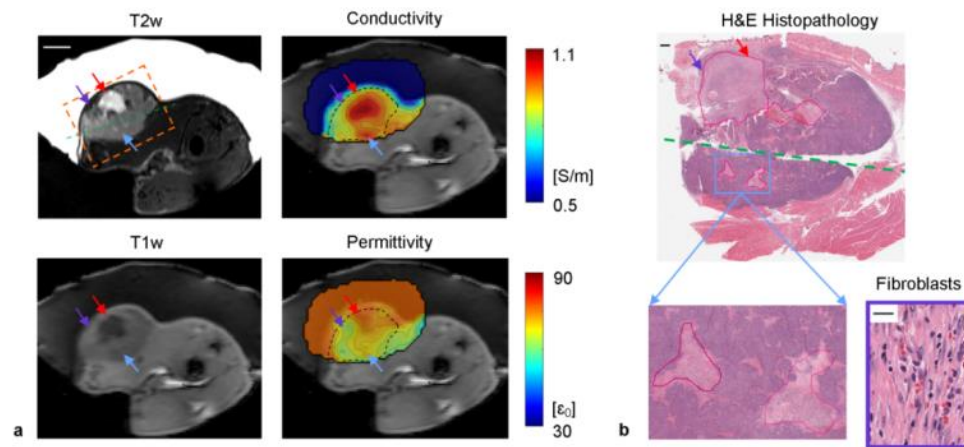 T2w
Conductivity
1.1
[S/m]
0.5
T1w
Permittivity
90
[ε0]
30
a
H&E Histopathology
Fibroblasts
b